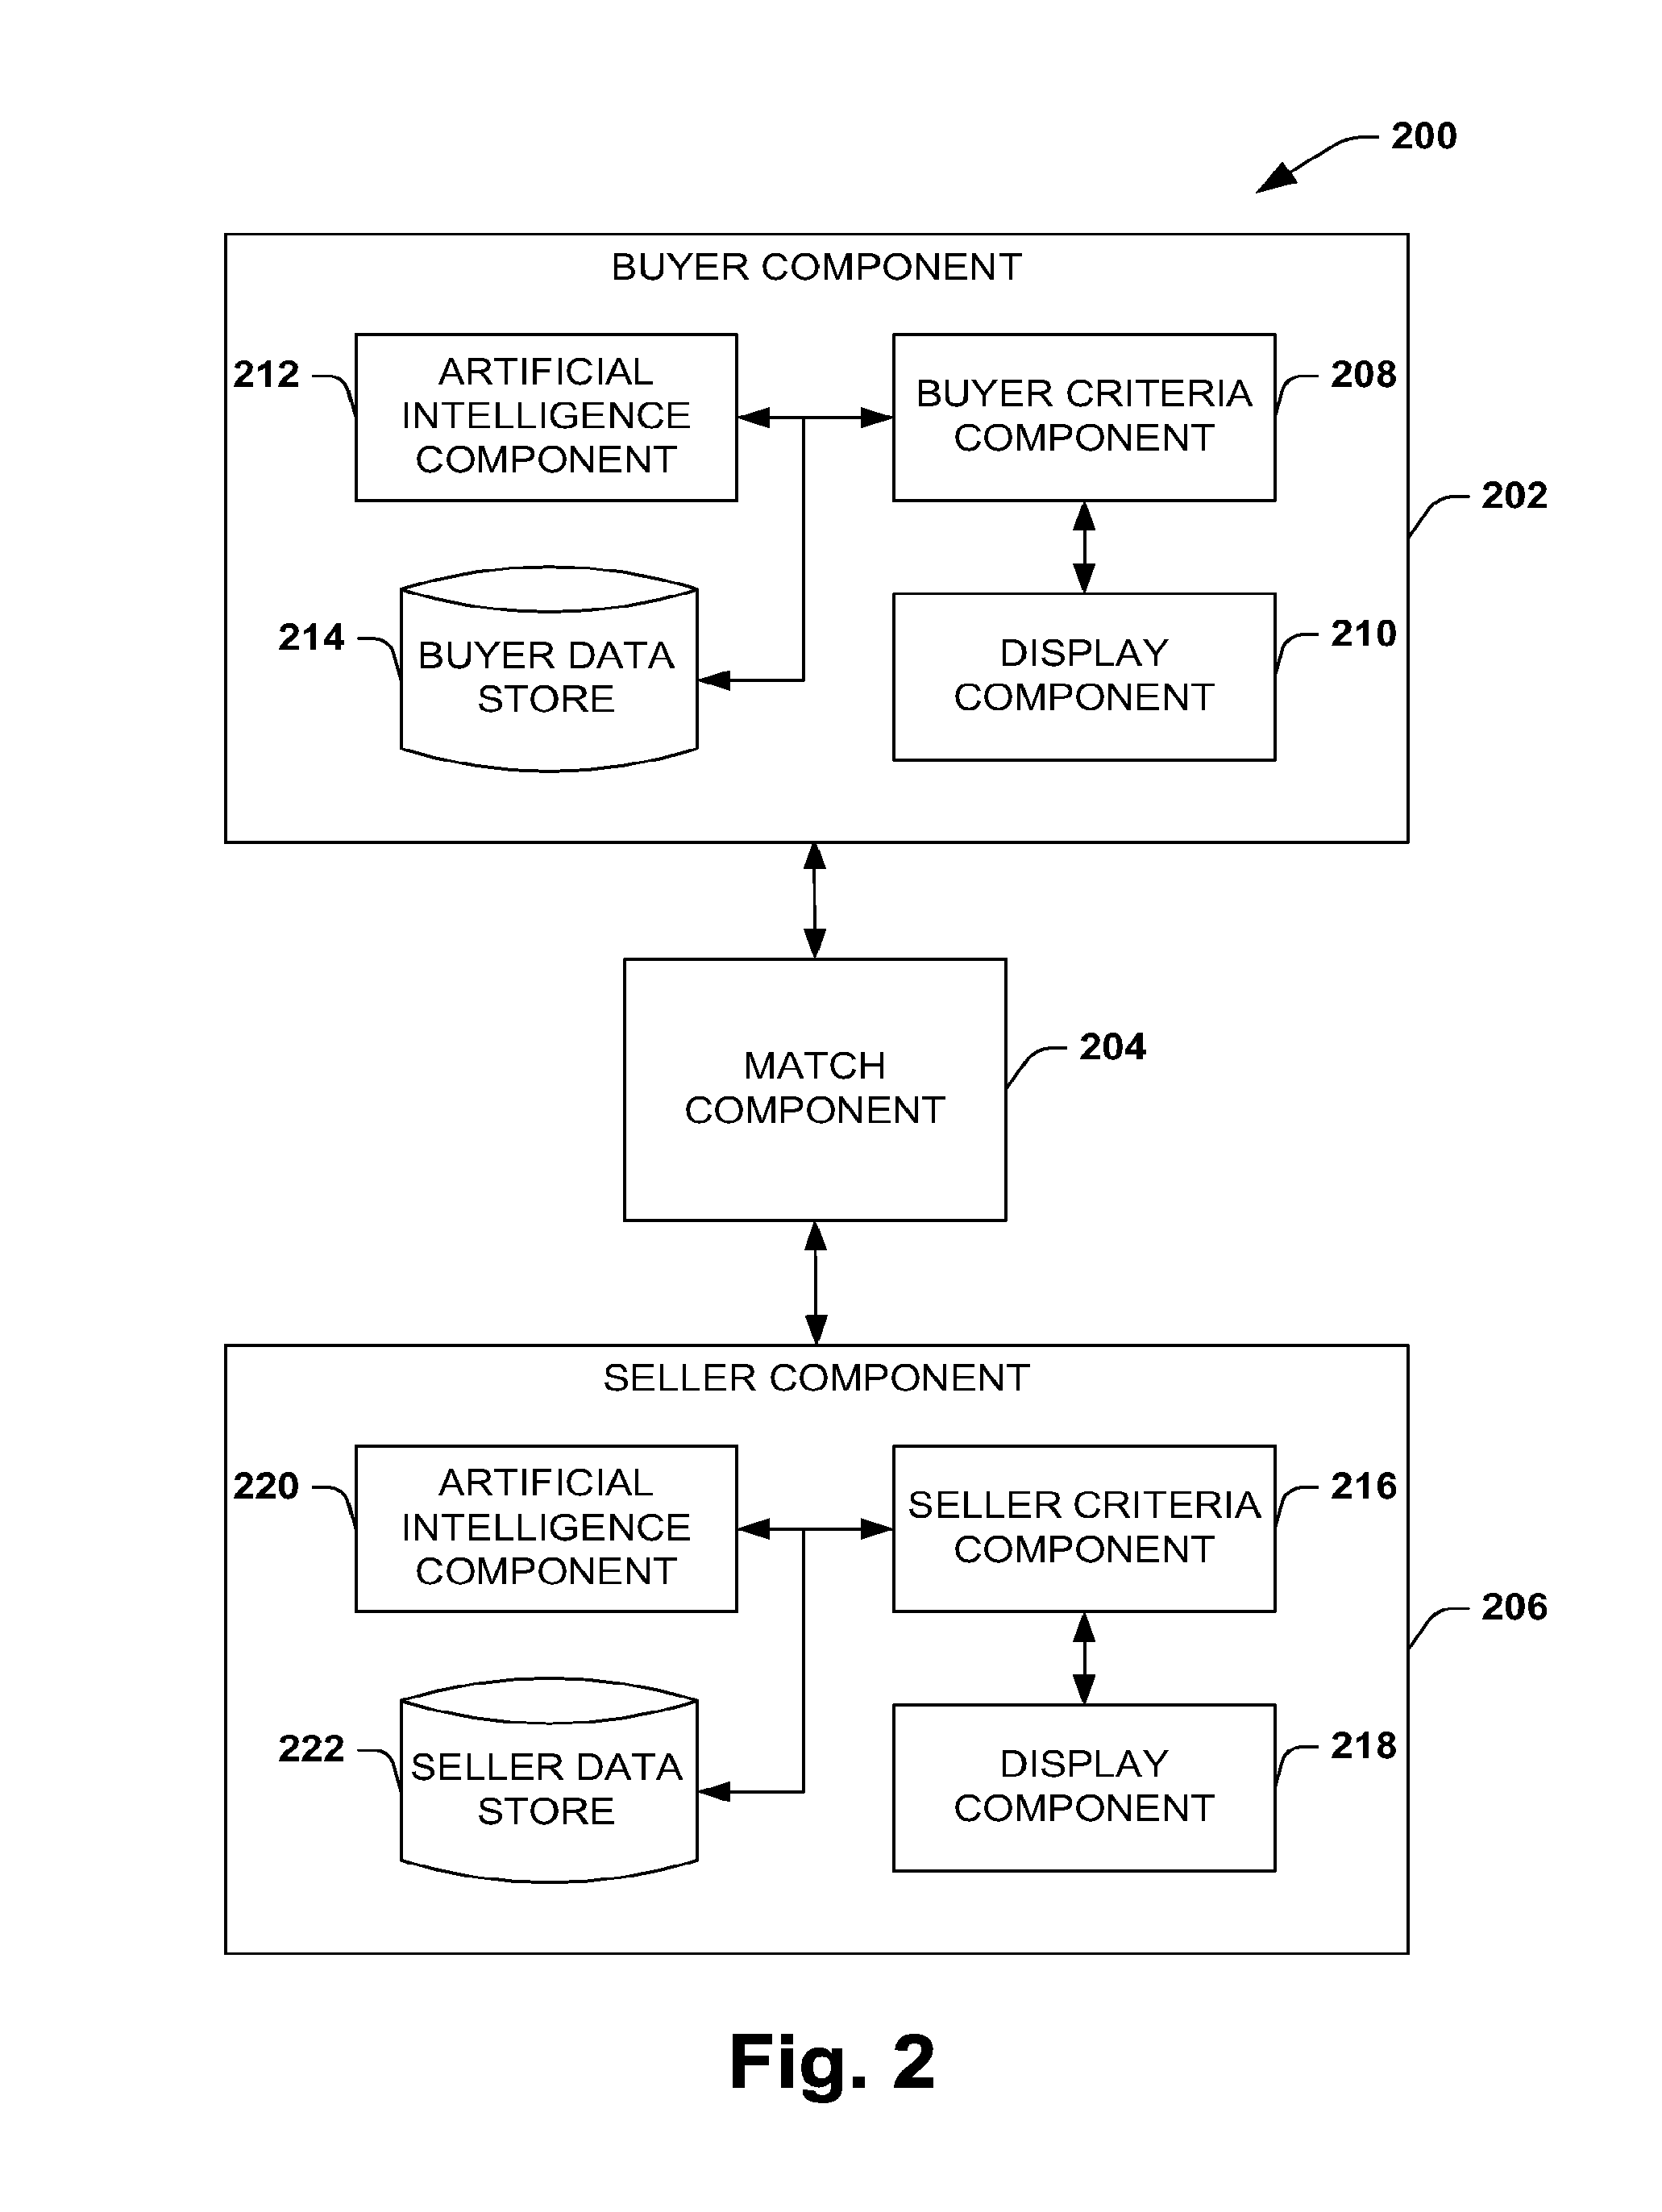 200
BUYER COMPONENT
212
ARTIFICIAL
INTELLIGENCE
COMPONENT
BUYER CRITERIA
COMPONENT
208
202
214
BUYER DATA
STORE
DISPLAY
COMPONENT
210
MATCH
COMPONENT
204
SELLER COMPONENT
220
ARTIFICIAL
INTELLIGENCE
COMPONENT
SELLER CRITERIA
COMPONENT
216
206
222
SELLER DATA
STORE
DISPLAY
COMPONENT
218
Fig. 2